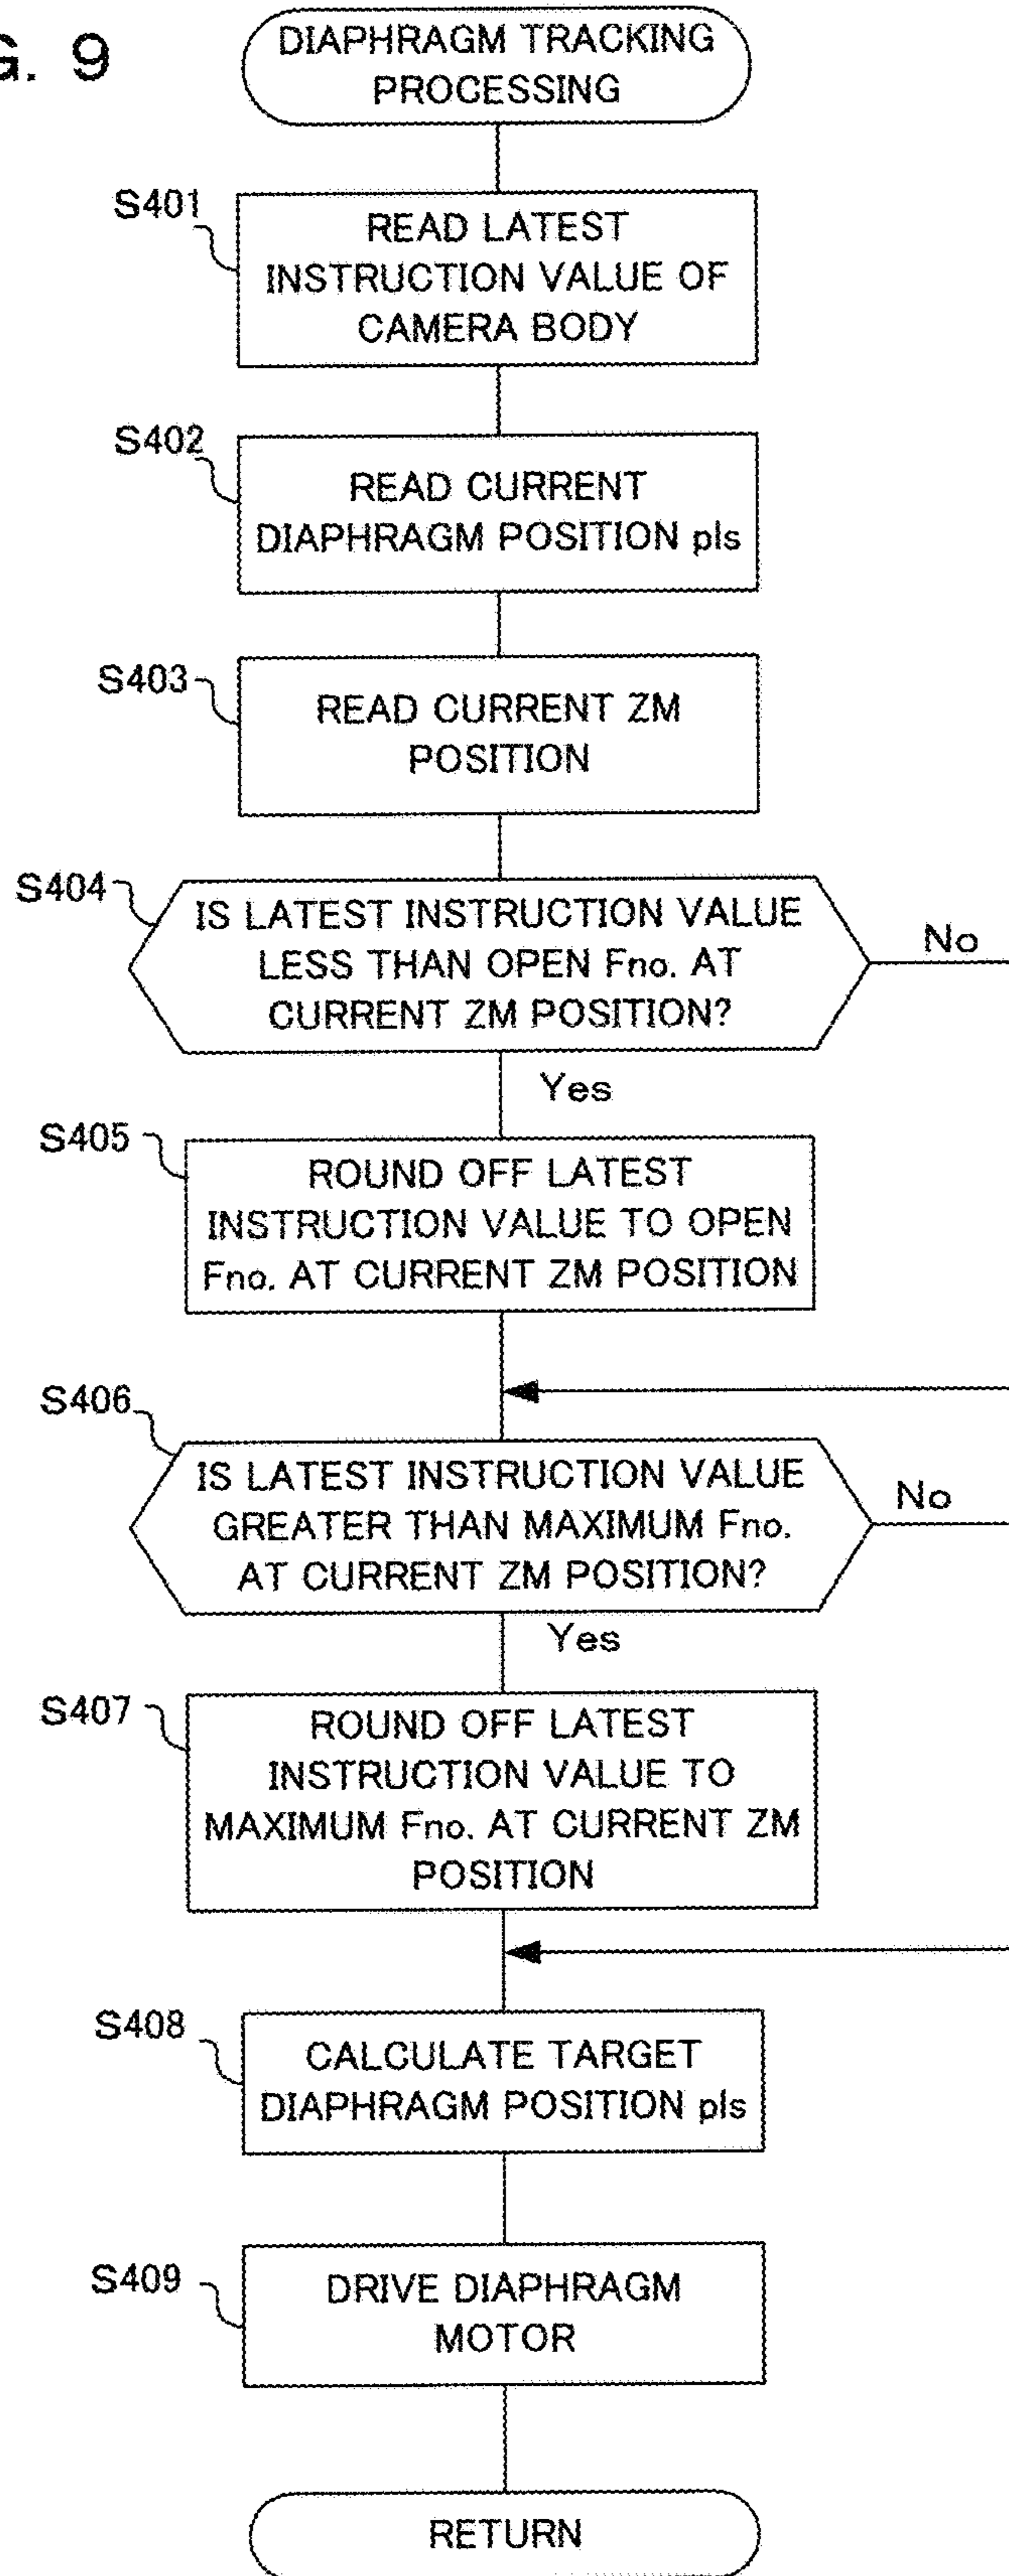 G. 9
DIAPHRAGM TRACKING
PROCESSING
S401
READ LATEST
INSTRUCTION VALUE OF
CAMERA BODY
S402
READ CURRENT
DIAPHRAGM POSITION pls
S403
READ CURRENT ZM
POSITION
S404
IS LATEST INSTRUCTION VALUE
LESS THAN OPEN Fno. AT
CURRENT ZM POSITION?
No
Yes
S405
ROUND OFF LATEST
INSTRUCTION VALUE TO OPEN
Fno. AT CURRENT ZM POSITION
S406
IS LATEST INSTRUCTION VALUE
GREATER THAN MAXIMUM Fno.
AT CURRENT ZM POSITION?
No
Yes
S407
ROUND OFF LATEST
INSTRUCTION VALUE TO
MAXIMUM Fno. AT CURRENT ZM
POSITION
S408
CALCULATE TARGET
DIAPHRAGM POSITION pls
S409
DRIVE DIAPHRAGM
MOTOR
RETURN